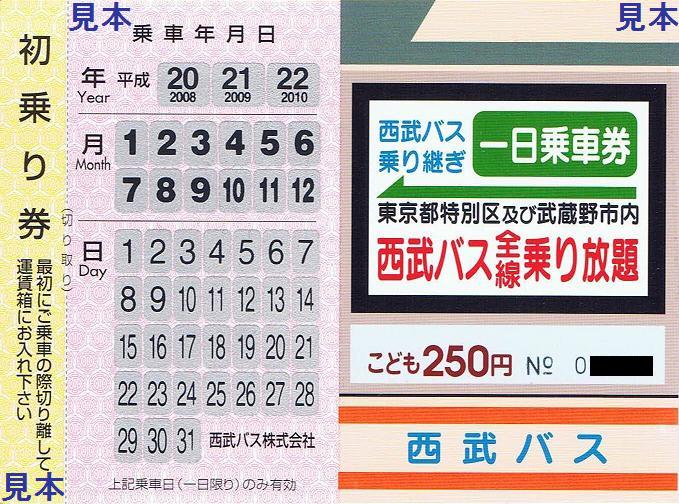 見本
見本
初乗り券
最初にご乗車の際切り離して
運賃箱にお入れ下さい
見本
(切り取り)
乗車年月日
年 平成 20 21 22
Year 2008 2009 2010
月 1 2 3 4 5 6
Month
7 8 9 10 11 12
日 1 2 3 4 5 6 7
Day
8 9 10 11 12 13 14
15 16 17 18 19 20 21
22 23 24 25 26 27 28
29 30 31 西武バス株式会社
上記乗車日(一日限り)のみ有効
西武バス
乗り継ぎ
一日乗車券
東京都特別区及び武蔵野市内
西武バス全線乗り放題
こども250円 No 0
西武バス